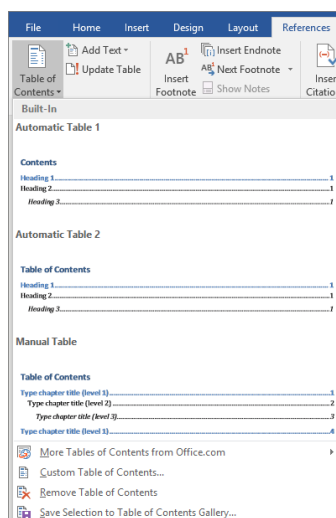 File Home Insert Design Layout References
Table of Contents
Add Text
Update Table
AB1
Insert Footnote
Insert Endnote
AB1 Next Footnote
Show Notes
Built-In
Automatic Table 1
Contents
Heading 1 1
Heading 2 1
Heading 3 1
Automatic Table 2
Table of Contents
Heading 1 1
Heading 2 1
Heading 3 1
Manual Table
Table of Contents
Type chapter title (level 1) 1
Type chapter title (level 2) 2
Type chapter title (level 3) 3
Type chapter title (level 1) 4
More Tables of Contents from Office.com
Custom Table of Contents...
Remove Table of Contents
Save Selection to Table of Contents Gallery...